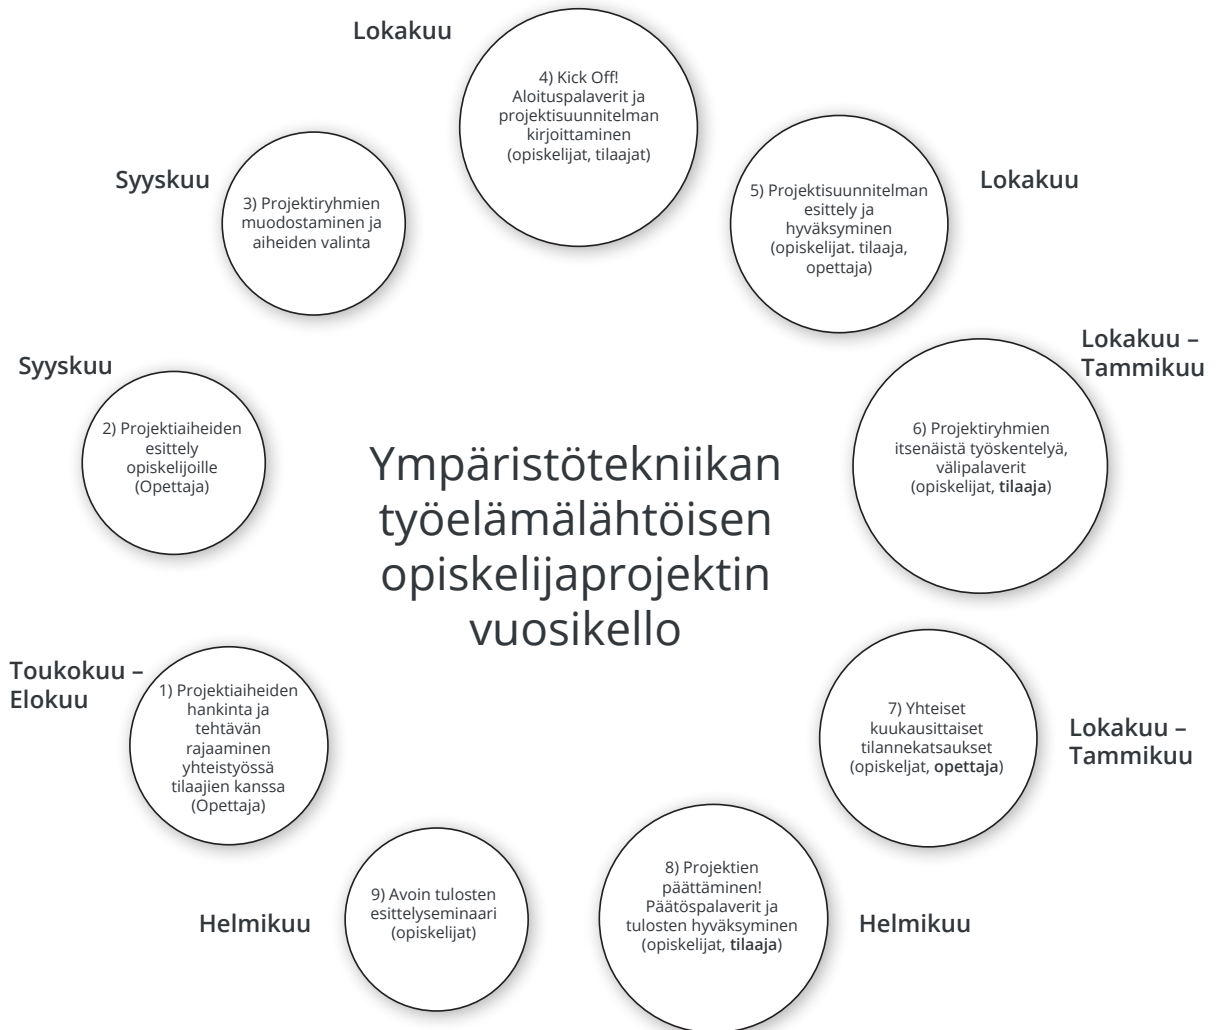 Ympäristötekniikan
työelämälähtöisen
opiskelijaprojektin
vuosikello
Toukokuu –
Elokuu
1) Projektiaiheiden
hankinta ja
tehtävän
rajaaminen
yhteistyössä
tilaajien kanssa
(Opettaja)
Syyskuu
2) Projektiaiheiden
esittely
opiskelijoille
(Opettaja)
Syyskuu
3) Projektiryhmien
muodostaminen ja
aiheiden valinta
Lokakuu
4) Kick Off!
Aloituspalaverit ja
projektisuunnitelman
kirjoittaminen
(opiskelijat, tilaajat)
Lokakuu
5) Projektisuunnitelman
esittely ja
hyväksyminen
(opiskelijat. tilaaja,
opettaja)
Lokakuu –
Tammikuu
6) Projektiryhmien
itsenäistä työskentelyä,
välipalaverit
(opiskelijat, tilaaja)
Lokakuu –
Tammikuu
7) Yhteiset
kuukausittaiset
tilannekatsaukset
(opiskeljat, opettaja)
Helmikuu
8) Projektien
päättäminen!
Päätöspalaverit ja
tulosten hyväksyminen
(opiskelijat, tilaaja)
Helmikuu
9) Avoin tulosten
esittelyseminaari
(opiskelijat)